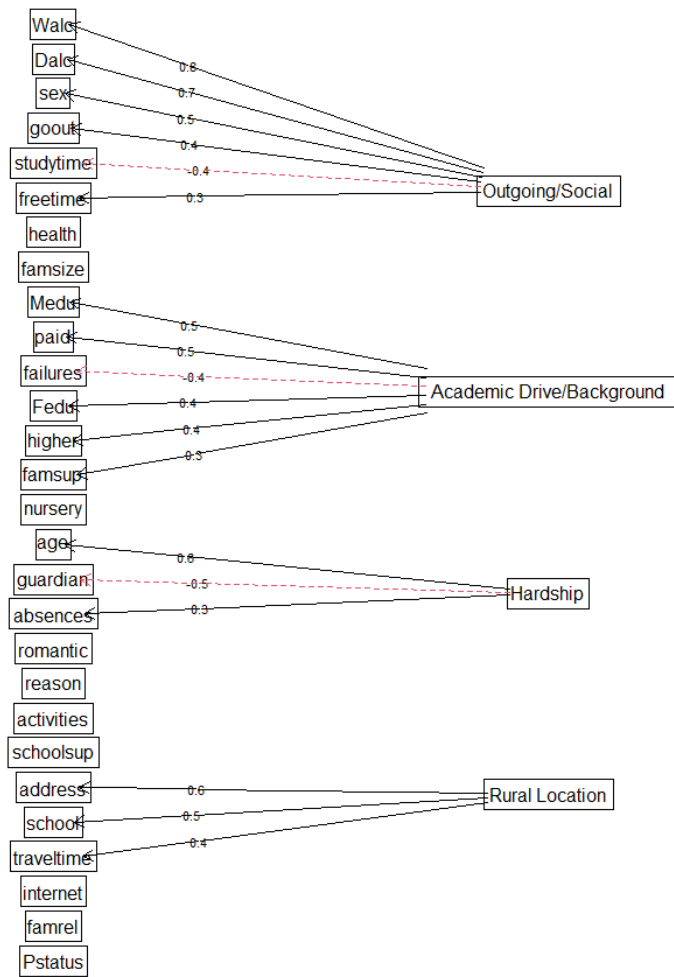 Walc
0.8
Dalc
0.7
sex
0.5
goout
0.4
studytime
-0.4
Outgoing/Social
freetime
0.3
health
famsize
Medu
0.5
paid
0.5
failures
-0.4
Academic Drive/Background
Fedu
0.4
higher
0.4
famsup
0.3
nursery
age
0.6
guardian
-0.5
Hardship
absences
0.3
romantic
reason
activities
schoolsup
address
0.6
Rural Location
school
0.5
traveltime
0.4
internet
famrel
Pstatus